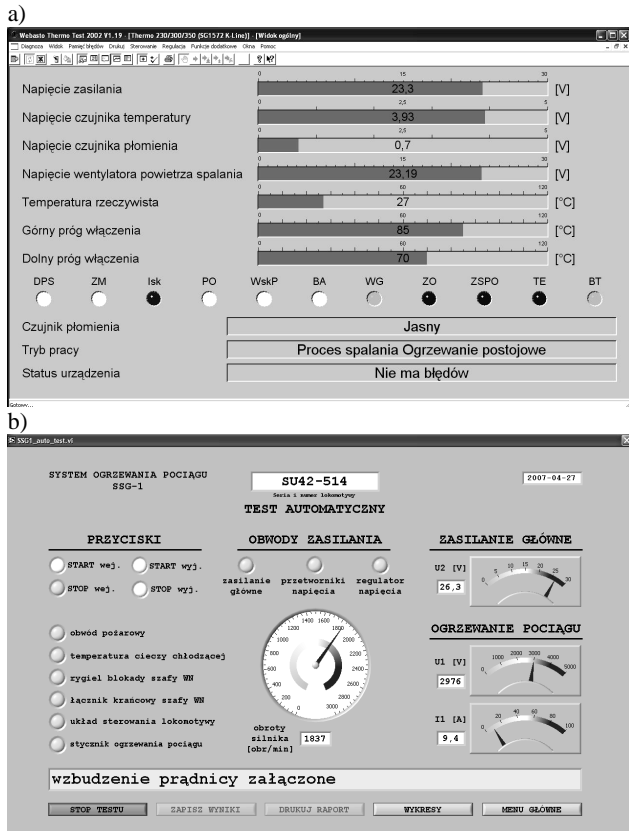 a)
Webasto Thermo Test 2002 V1.19 - [Thermo 230/300/350 (SG1572 K-Line)] - [Widok ogólny]
Diagnoza Widok Pamięć błędów Drukuj Sterowanie Regulacja Funkcje dodatkowe Okna Pomoc
0 15 30
Napięcie zasilania 23,3 [V]
0 2,5 5
Napięcie czujnika temperatury 3,93 [V]
0 2,5 5
Napięcie czujnika płomienia 0,7 [V]
0 15 30
Napięcie wentylatora powietrza spalania 23,19 [V]
0 60 120
Temperatura rzeczywista 27 [°C]
0 60 120
Górny próg włączenia 85 [°C]
0 60 120
Dolny próg włączenia 70 [°C]
DPS ZM Isk PO WskP BA WG ZO ZSPO TE BT
Czujnik płomienia Jasny
Tryb pracy Proces spalania Ogrzewanie postojowe
Status urządzenia Nie ma błędów
Gotowy...
b)
SSG1_auto_test.vi
SYSTEM OGRZEWANIA POCIĄGU
SSG-1
SU42-514
Seria i numer lokomotywy
2007-04-27
TEST AUTOMATYCZNY
PRZYCISKI
START wej. START wyj.
STOP wej. STOP wyj.
obwód pożarowy
temperatura cieczy chłodzącej
rygiel blokady szafy WN
łącznik krańcowy szafy WN
układ sterowania lokomotywy
stycznik ogrzewania pociągu
OBWODY ZASILANIA
zasilanie główne
przetworniki napięcia
regulator napięcia
0 200 400 600 800 1000 1200 1400 1600 1800 2000 2200 2400 2600 2800 3000
obroty
silnika
[obr/min]
1837
ZASILANIE GŁÓWNE
U2 [V]
26,3
0 5 10 15 20 25 30
OGRZEWANIE POCIĄGU
U1 [V]
2976
0 1000 2000 3000 4000 5000
I1 [A]
9,4
0 20 40 60 80 100
wzbudzenie prądnicy załączone
STOP TESTU ZAPISZ WYNIKI DRUKUJ RAPORT WYKRESY MENU GŁÓWNE